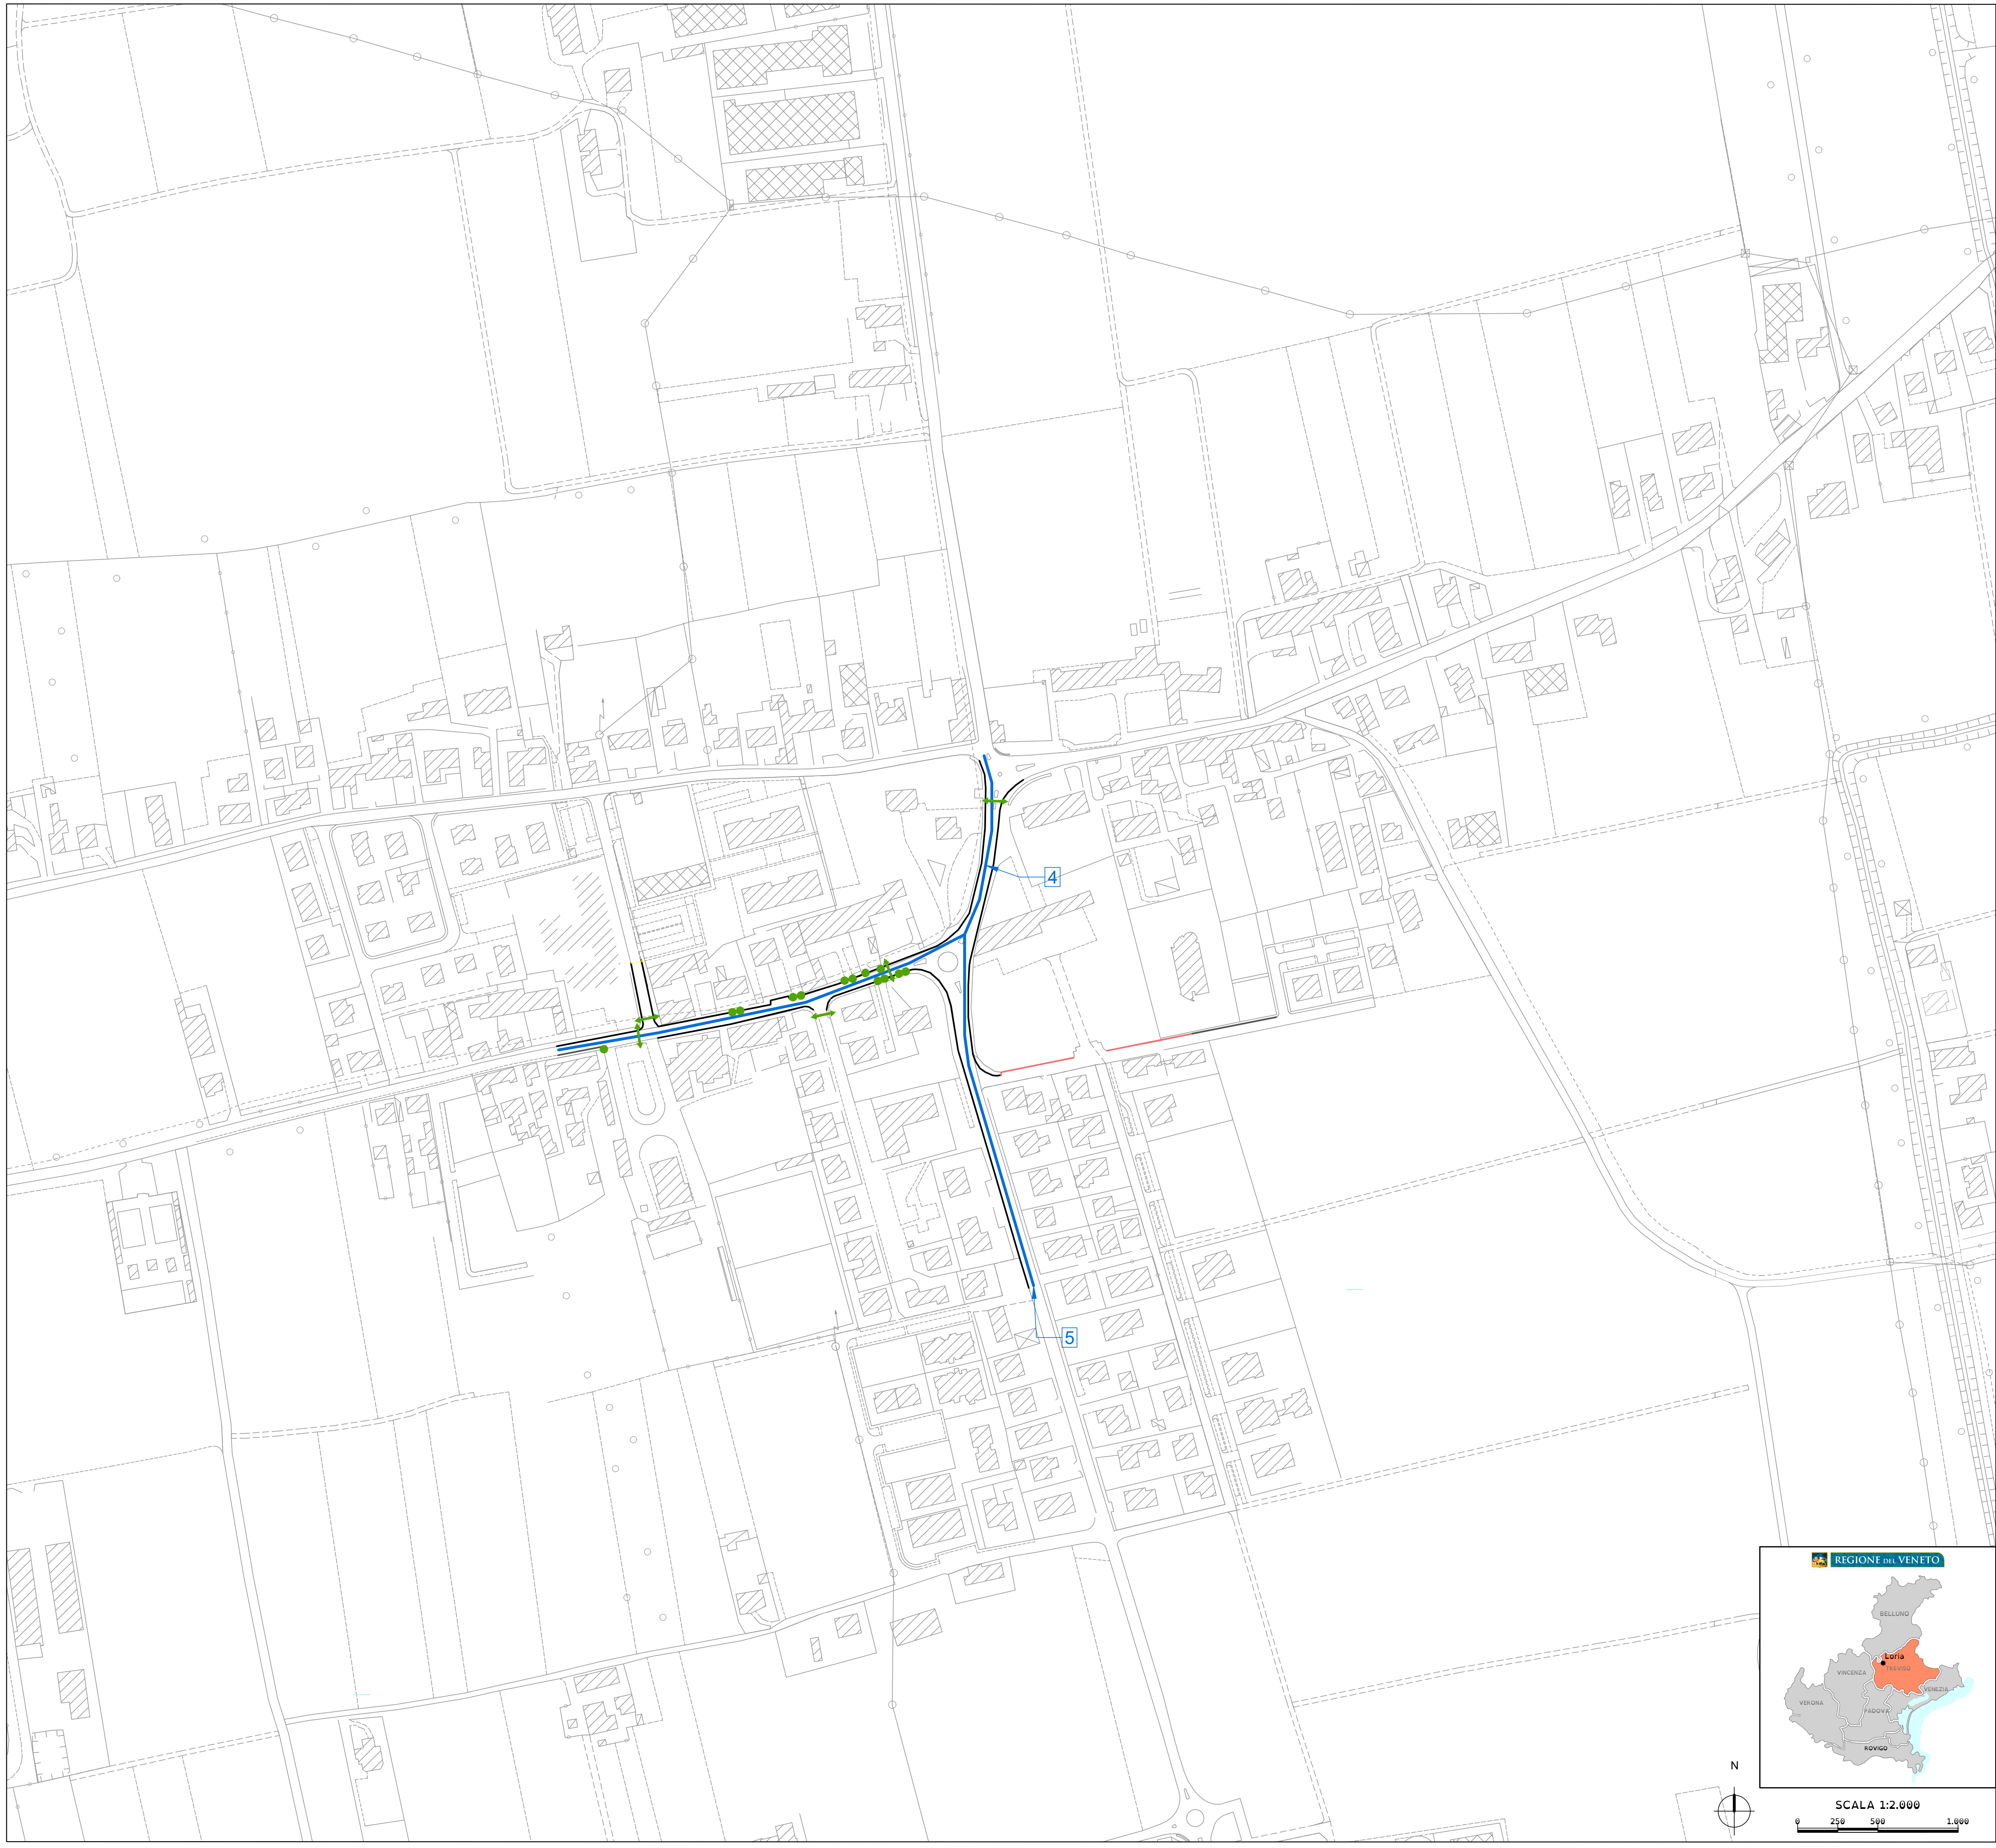 4
5
REGIONE DEL VENETO
BELLUNO
Loria
TREVISO
VINCENZA
VENEZIA
VERONA
PADOVA
ROVIGO
N
SCALA 1:2.000
0 250 500 1.000